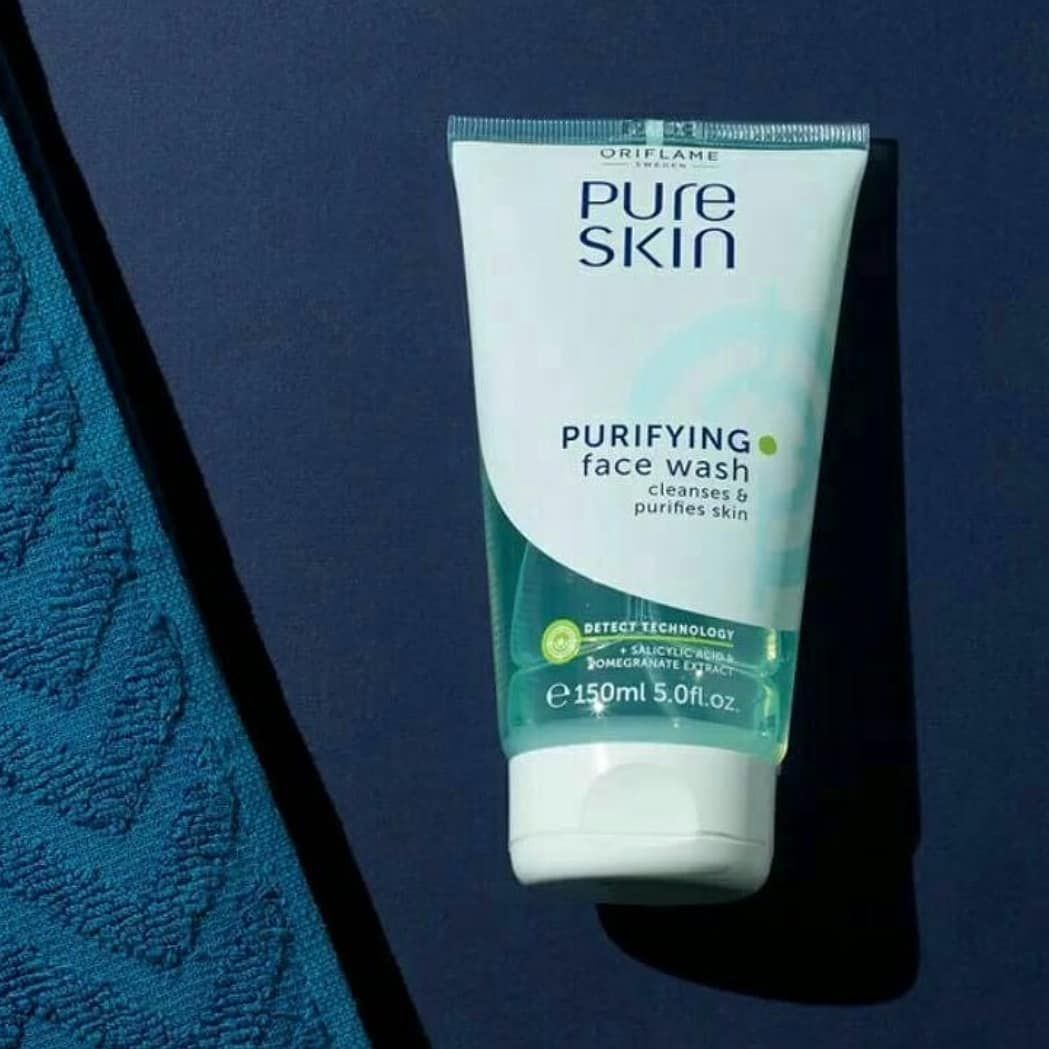 ORIFLAME
SWEDEN
PURE
SKIN
PURIFYING
face wash
cleanses &
purifies skin
DETECT TECHNOLOGY
+ SALICYLIC ACID &
POMEGRANATE EXTRACT
℮150ml 5.0fl.oz.